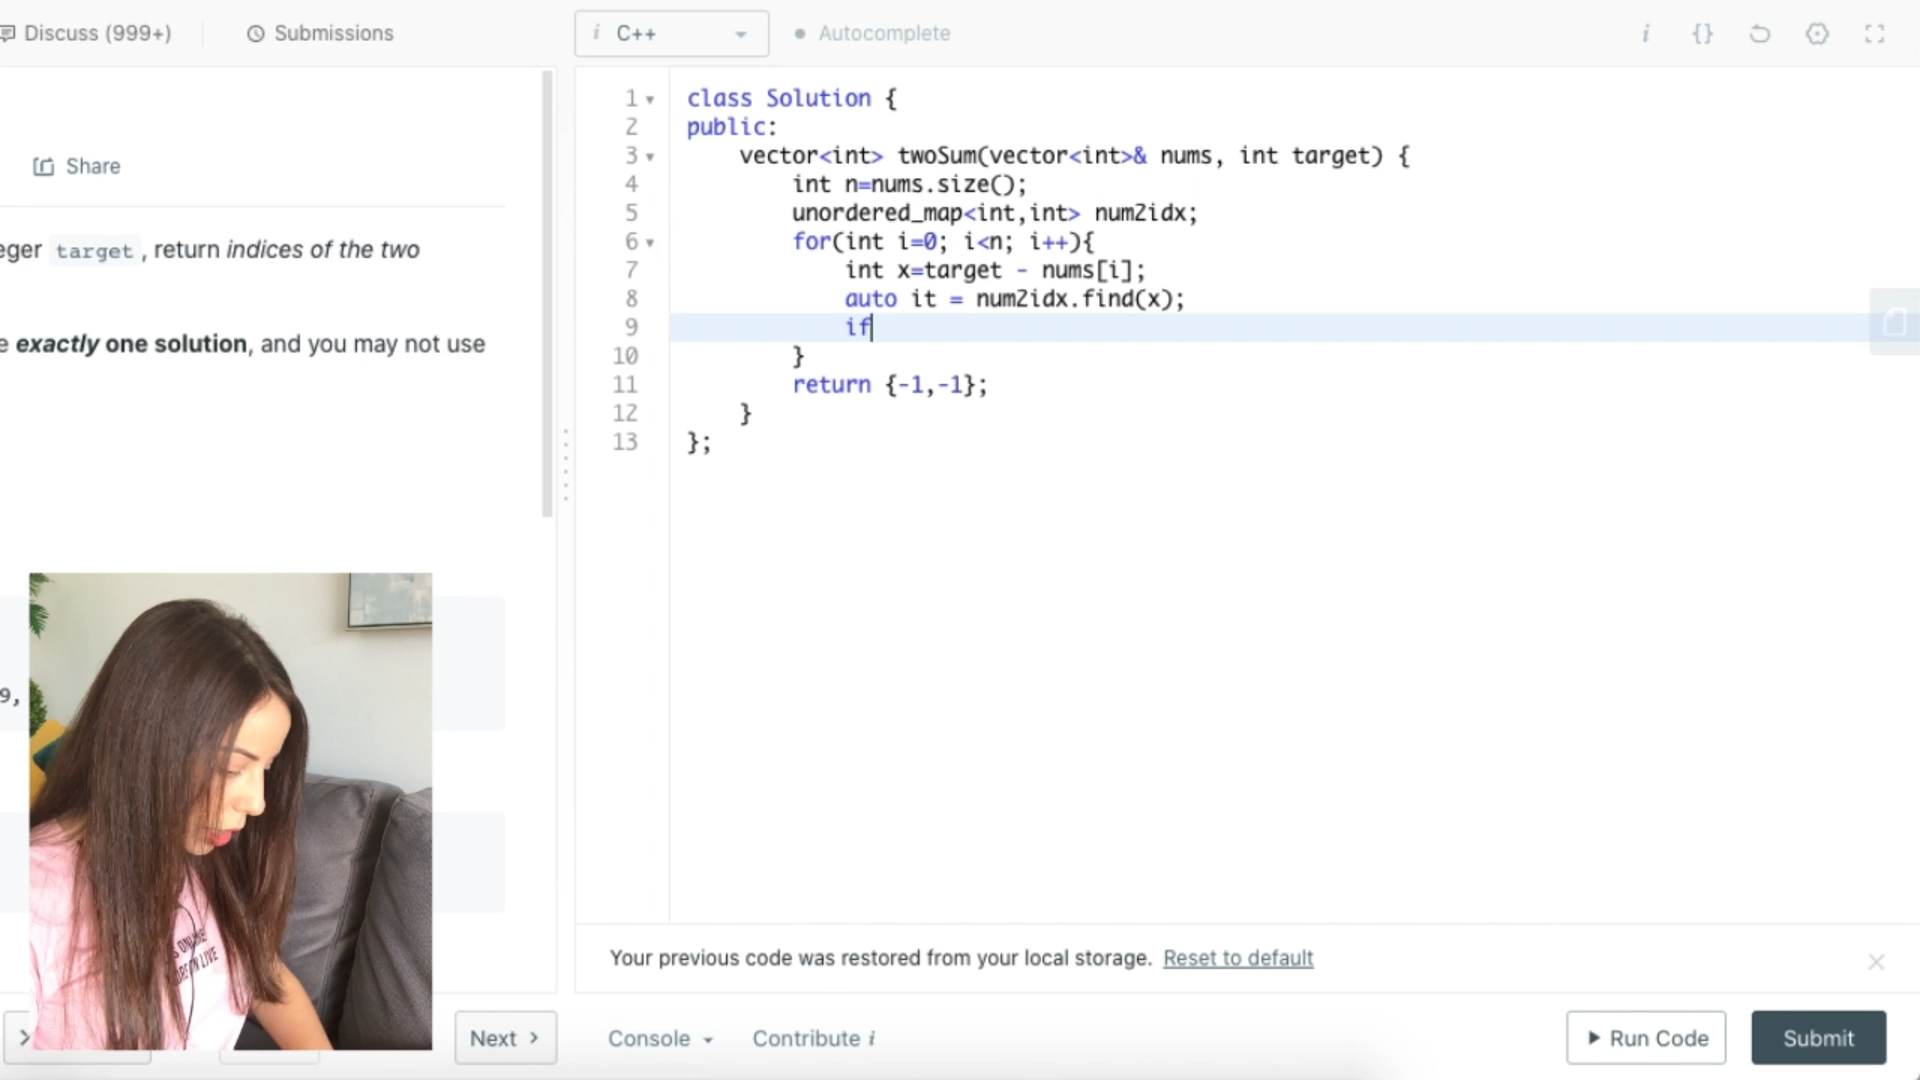 Discuss (999+)
Submissions
i C++
Autocomplete
i {}
Share
eger target, return indices of the two
e exactly one solution, and you may not use
9,
1 class Solution {
2 public:
3 vector<int> twoSum(vector<int>& nums, int target) {
4 int n=nums.size();
5 unordered_map<int,int> num2idx;
6 for(int i=0; i<n; i++){
7 int x=target - nums[i];
8 auto it = num2idx.find(x);
9 if
10 }
11 return {-1,-1};
12 }
13 };
Your previous code was restored from your local storage. Reset to default
Next >
Console
Contribute i
Run Code
Submit